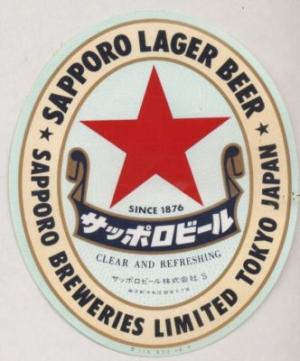 ★ SAPPORO LAGER BEER ★
SINCE 1876
サッポロビール
CLEAR AND REFRESHING
サッポロビール株式会社 S
SAPPORO BREWERIES LIMITED TOKYO JAPAN